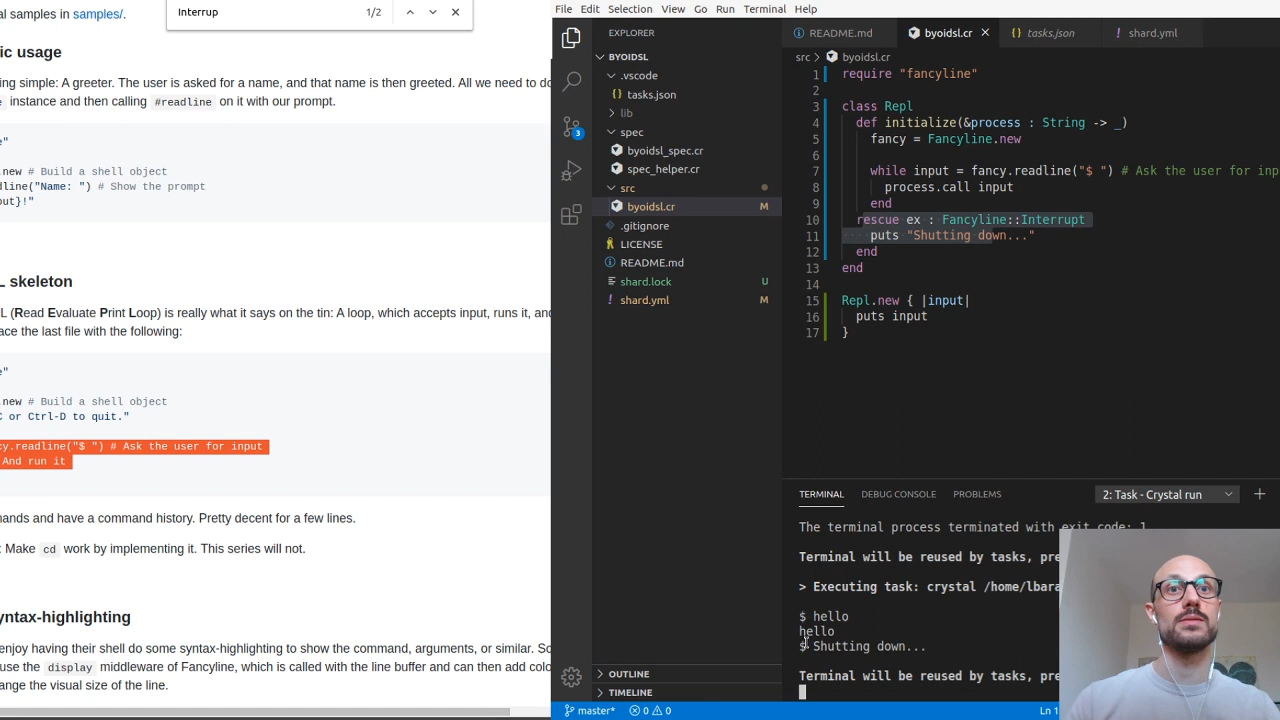 al samples in samples/.
Interrup
1/2
ic usage
ing simple: A greeter. The user is asked for a name, and that name is then greeted. All we need to do
instance and then calling #readline on it with our prompt.
e"
.new # Build a shell object
dline("Name: ") # Show the prompt
out}!"
L skeleton
L (Read Evaluate Print Loop) is really what it says on the tin: A loop, which accepts input, runs it, and
ace the last file with the following:
e"
.new # Build a shell object
C or Ctrl-D to quit."
cy.readline("$ ") # Ask the user for input
And run it
nands and have a command history. Pretty decent for a few lines.
: Make cd work by implementing it. This series will not.
yntax-highlighting
enjoy having their shell do some syntax-highlighting to show the command, arguments, or similar. So
use the display middleware of Fancyline, which is called with the line buffer and can then add colo
ange the visual size of the line.
File Edit Selection View Go Run Terminal Help
EXPLORER
BYOIDSL
.vscode
tasks.json
lib
spec
byoidsl_spec.cr
spec_helper.cr
src
byoidsl.cr M
.gitignore
LICENSE
README.md
shard.lock U
shard.yml M
OUTLINE
TIMELINE
3
README.md byoidsl.cr tasks.json shard.yml
src > byoidsl.cr
1 require "fancyline"
2
3 class Repl
4 def initialize(&process : String -> _)
5 fancy = Fancyline.new
6
7 while input = fancy.readline("$ ") # Ask the user for inp
8 process.call input
9 end
10 rescue ex : Fancyline::Interrupt
11 puts "Shutting down..."
12 end
13 end
14
15 Repl.new { |input|
16 puts input
17 }
TERMINAL DEBUG CONSOLE PROBLEMS 2: Task - Crystal run
The terminal process terminated with exit code: 1
Terminal will be reused by tasks, pre
> Executing task: crystal /home/lbara
$ hello
hello
$ Shutting down...
Terminal will be reused by tasks, pre
master* 0 0 Ln 1